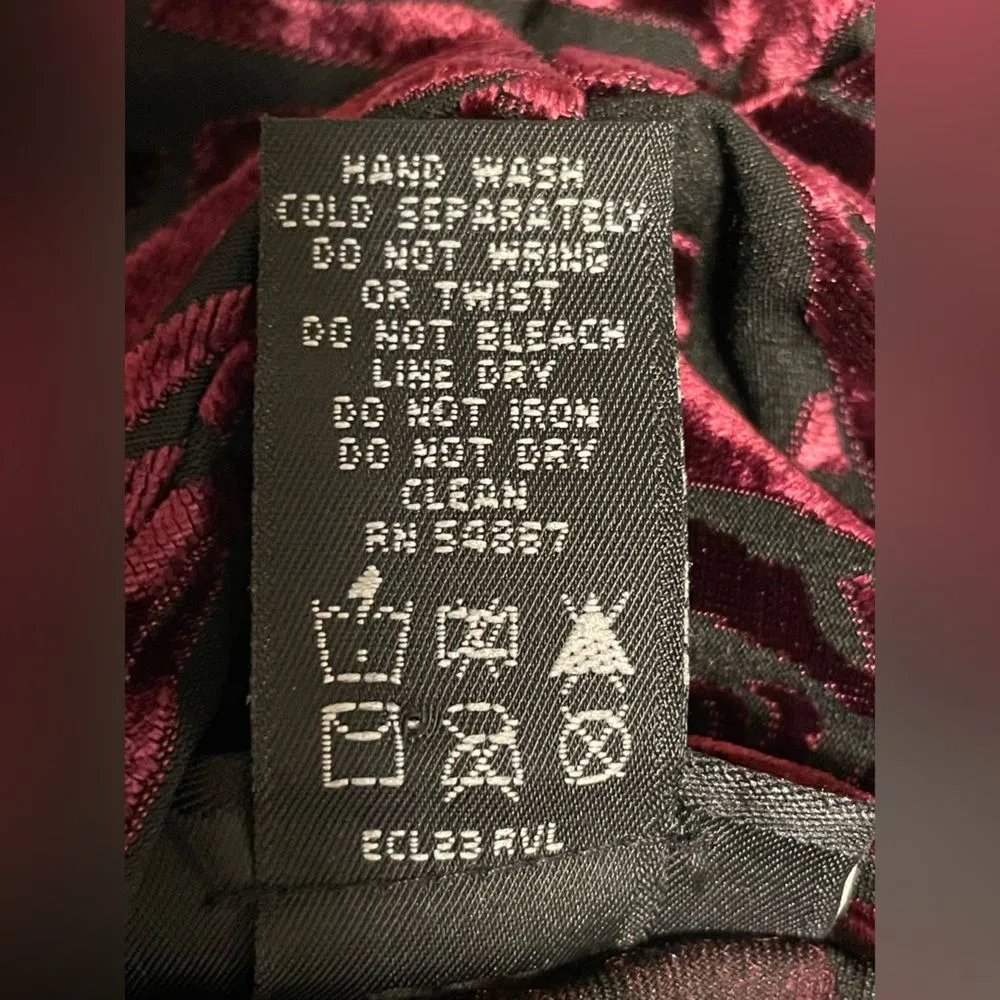 HAND WASH
COLD SEPARATELY
DO NOT WRING
OR TWIST
DO NOT BLEACH
LINE DRY
DO NOT IRON
DO NOT DRY
CLEAN
RN 54867
ECL23 RVL